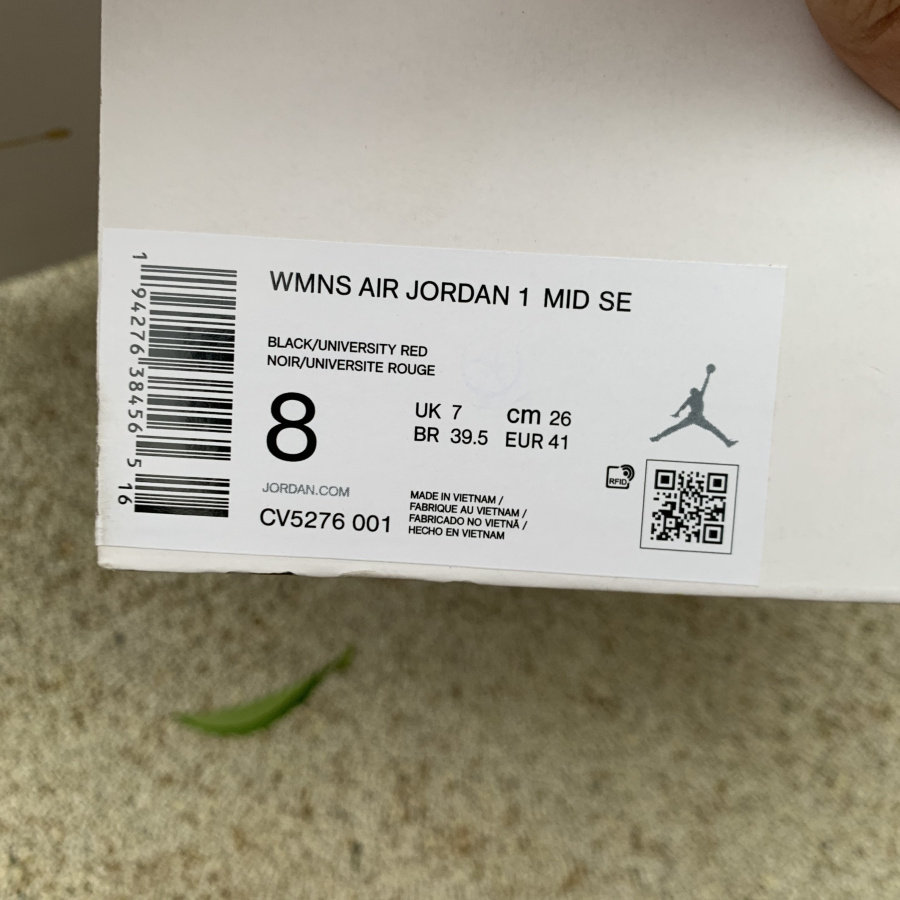 WMNS AIR JORDAN 1 MID SE
BLACK/UNIVERSITY RED
NOIR/UNIVERSITE ROUGE
8
UK 7 cm 26
BR 39.5 EUR 41
JORDAN.COM
CV5276 001
MADE IN VIETNAM /
FABRIQUE AU VIETNAM /
FABRICADO NO VIETNÃ /
HECHO EN VIETNAM
RFID
1 94276 38456 5 16